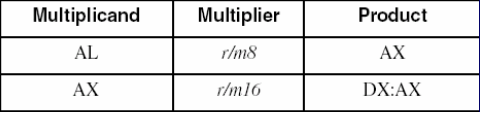 Multiplicand Multiplier Product
AL r/m8 AX
AX r/m16 DX:AX